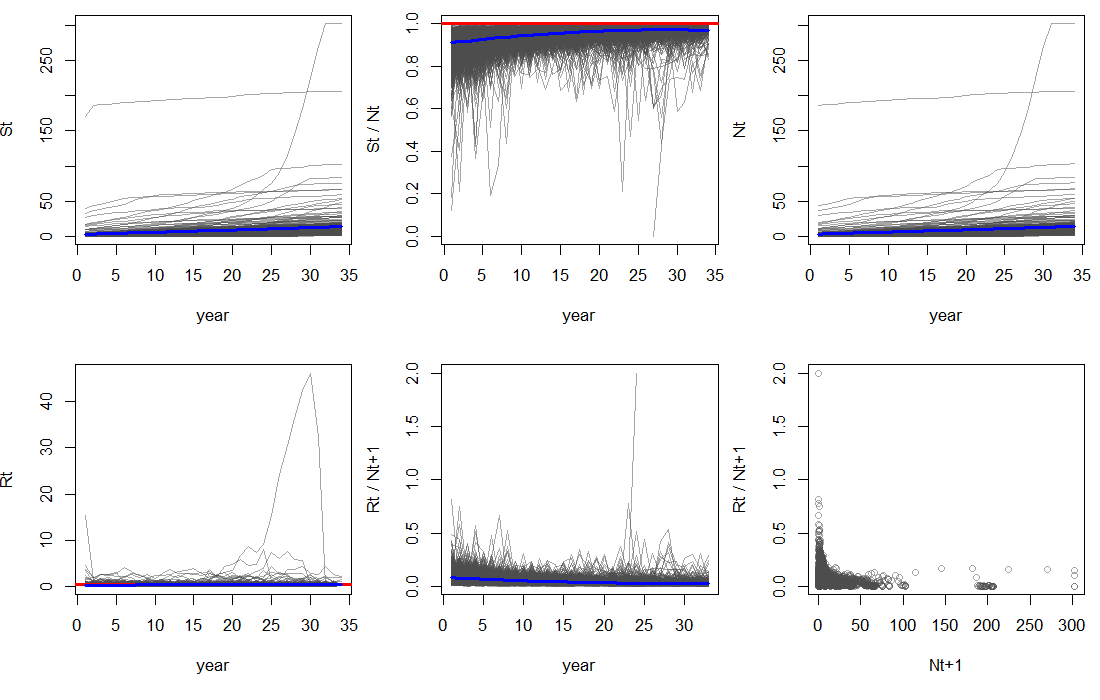 St
50
150
250
0
0 5 10 15 20 25 30 35
year
St / Nt
0.0 0.2 0.4 0.6 0.8 1.0
0 5 10 15 20 25 30 35
year
Nt
0 50 150 250
0 5 10 15 20 25 30 35
year
Rt
0 10 20 30 40
0 5 10 15 20 25 30 35
year
Rt / Nt+1
0.0 0.5 1.0 1.5 2.0
0 5 10 15 20 25 30
year
Rt / Nt+1
0.0 0.5 1.0 1.5 2.0
0 50 100 150 200 250 300
Nt+1